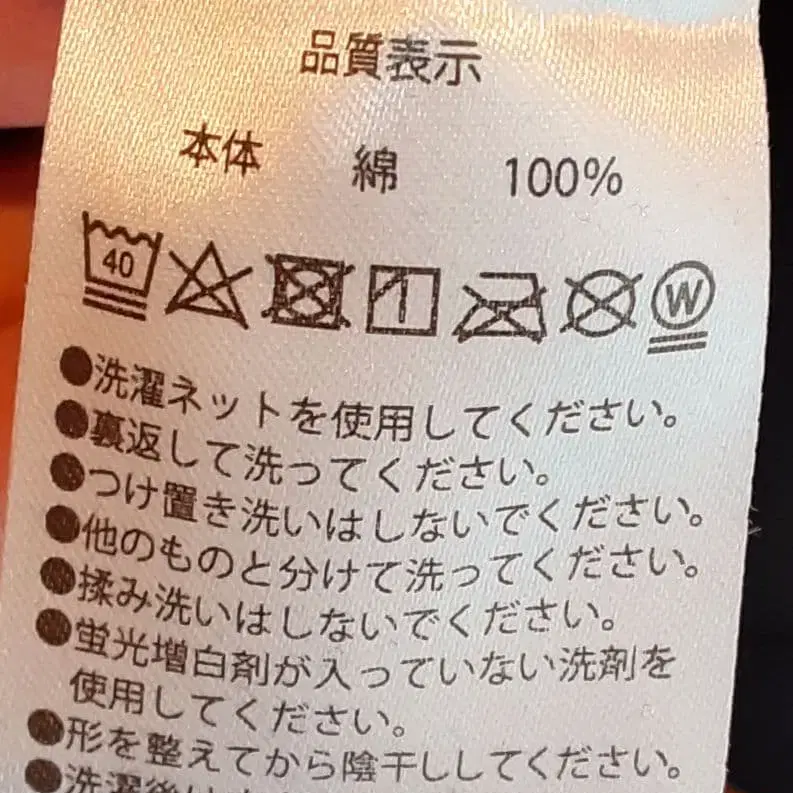 品質表示
本体 綿 100%
40 W
●洗濯ネットを使用してください。
●裏返して洗ってください。
●つけ置き洗いはしないでください。
●他のものと分けて洗ってください。
●揉み洗いはしないでください。
●蛍光増白剤が入っていない洗剤を
使用してください。
●形を整えてから陰干ししてください。
●洗濯後は